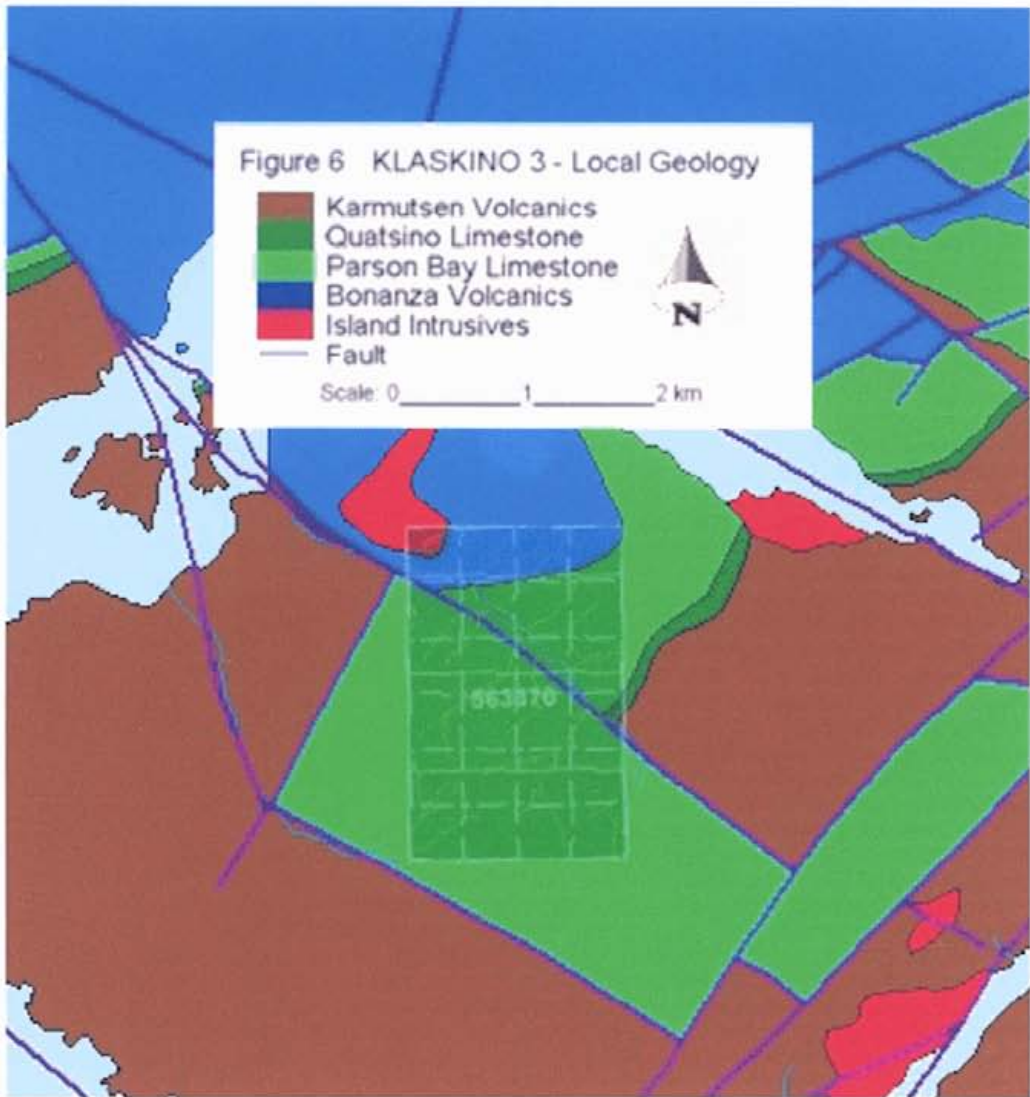 Figure 6 KLASKINO 3 - Local Geology
Karmutsen Volcanics
Quatsino Limestone
Parson Bay Limestone
Bonanza Volcanics
Island Intrusives
Fault
N
Scale: 0 1 2 km
563870